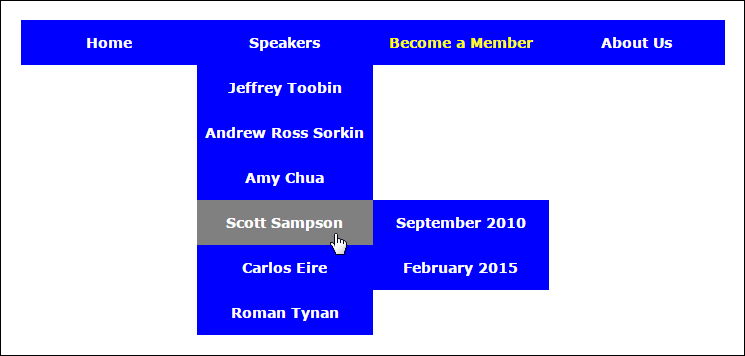 Home Speakers Become a Member About Us
Jeffrey Toobin
Andrew Ross Sorkin
Amy Chua
Scott Sampson September 2010
Carlos Eire February 2015
Roman Tynan